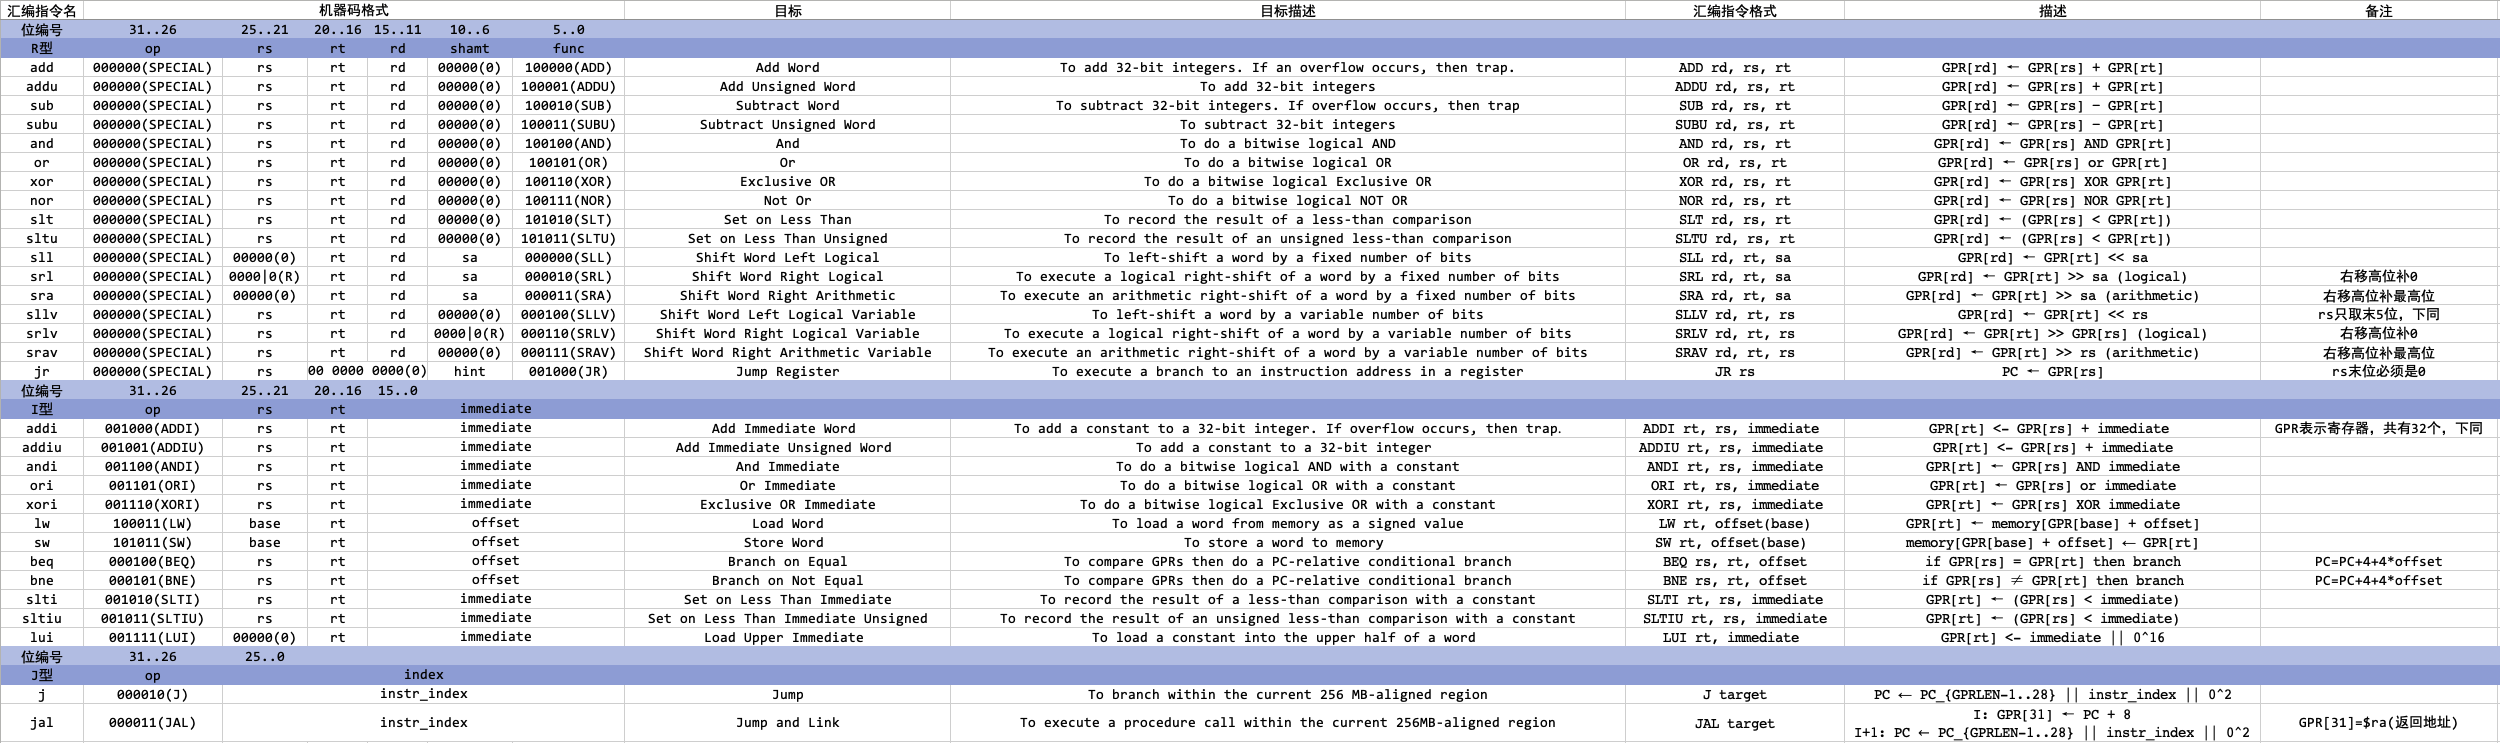 汇编指令名 机器码格式 目标 目标描述 汇编指令格式 描述 备注
位编号 31..26 25..21 20..16 15..11 10..6 5..0
R型 op rs rt rd shamt func
add 000000(SPECIAL) rs rt rd 00000(0) 100000(ADD) Add Word To add 32-bit integers. If an overflow occurs, then trap. ADD rd, rs, rt GPR[rd] ← GPR[rs] + GPR[rt]
addu 000000(SPECIAL) rs rt rd 00000(0) 100001(ADDU) Add Unsigned Word To add 32-bit integers ADDU rd, rs, rt GPR[rd] ← GPR[rs] + GPR[rt]
sub 000000(SPECIAL) rs rt rd 00000(0) 100010(SUB) Subtract Word To subtract 32-bit integers. If overflow occurs, then trap SUB rd, rs, rt GPR[rd] ← GPR[rs] − GPR[rt]
subu 000000(SPECIAL) rs rt rd 00000(0) 100011(SUBU) Subtract Unsigned Word To subtract 32-bit integers SUBU rd, rs, rt GPR[rd] ← GPR[rs] − GPR[rt]
and 000000(SPECIAL) rs rt rd 00000(0) 100100(AND) And To do a bitwise logical AND AND rd, rs, rt GPR[rd] ← GPR[rs] AND GPR[rt]
or 000000(SPECIAL) rs rt rd 00000(0) 100101(OR) Or To do a bitwise logical OR OR rd, rs, rt GPR[rd] ← GPR[rs] or GPR[rt]
xor 000000(SPECIAL) rs rt rd 00000(0) 100110(XOR) Exclusive OR To do a bitwise logical Exclusive OR XOR rd, rs, rt GPR[rd] ← GPR[rs] XOR GPR[rt]
nor 000000(SPECIAL) rs rt rd 00000(0) 100111(NOR) Not Or To do a bitwise logical NOT OR NOR rd, rs, rt GPR[rd] ← GPR[rs] NOR GPR[rt]
slt 000000(SPECIAL) rs rt rd 00000(0) 101010(SLT) Set on Less Than To record the result of a less-than comparison SLT rd, rs, rt GPR[rd] ← (GPR[rs] < GPR[rt])
sltu 000000(SPECIAL) rs rt rd 00000(0) 101011(SLTU) Set on Less Than Unsigned To record the result of an unsigned less-than comparison SLTU rd, rs, rt GPR[rd] ← (GPR[rs] < GPR[rt])
sll 000000(SPECIAL) 00000(0) rt rd sa 000000(SLL) Shift Word Left Logical To left-shift a word by a fixed number of bits SLL rd, rt, sa GPR[rd] ← GPR[rt] << sa
srl 000000(SPECIAL) 0000|0(R) rt rd sa 000010(SRL) Shift Word Right Logical To execute a logical right-shift of a word by a fixed number of bits SRL rd, rt, sa GPR[rd] ← GPR[rt] >> sa (logical) 右移高位补0
sra 000000(SPECIAL) 00000(0) rt rd sa 000011(SRA) Shift Word Right Arithmetic To execute an arithmetic right-shift of a word by a fixed number of bits SRA rd, rt, sa GPR[rd] ← GPR[rt] >> sa (arithmetic) 右移高位补最高位
sllv 000000(SPECIAL) rs rt rd 00000(0) 000100(SLLV) Shift Word Left Logical Variable To left-shift a word by a variable number of bits SLLV rd, rt, rs GPR[rd] ← GPR[rt] << rs rs只取末5位，下同
srlv 000000(SPECIAL) rs rt rd 0000|0(R) 000110(SRLV) Shift Word Right Logical Variable To execute a logical right-shift of a word by a variable number of bits SRLV rd, rt, rs GPR[rd] ← GPR[rt] >> GPR[rs] (logical) 右移高位补0
srav 000000(SPECIAL) rs rt rd 00000(0) 000111(SRAV) Shift Word Right Arithmetic Variable To execute an arithmetic right-shift of a word by a variable number of bits SRAV rd, rt, rs GPR[rd] ← GPR[rt] >> rs (arithmetic) 右移高位补最高位
jr 000000(SPECIAL) rs 00 0000 0000(0) hint 001000(JR) Jump Register To execute a branch to an instruction address in a register JR rs PC ← GPR[rs] rs末位必须是0
位编号 31..26 25..21 20..16 15..0
I型 op rs rt immediate
addi 001000(ADDI) rs rt immediate Add Immediate Word To add a constant to a 32-bit integer. If overflow occurs, then trap. ADDI rt, rs, immediate GPR[rt] <- GPR[rs] + immediate GPR表示寄存器，共有32个，下同
addiu 001001(ADDIU) rs rt immediate Add Immediate Unsigned Word To add a constant to a 32-bit integer ADDIU rt, rs, immediate GPR[rt] <- GPR[rs] + immediate
andi 001100(ANDI) rs rt immediate And Immediate To do a bitwise logical AND with a constant ANDI rt, rs, immediate GPR[rt] ← GPR[rs] AND immediate
ori 001101(ORI) rs rt immediate Or Immediate To do a bitwise logical OR with a constant ORI rt, rs, immediate GPR[rt] ← GPR[rs] or immediate
xori 001110(XORI) rs rt immediate Exclusive OR Immediate To do a bitwise logical Exclusive OR with a constant XORI rt, rs, immediate GPR[rt] ← GPR[rs] XOR immediate
lw 100011(LW) base rt offset Load Word To load a word from memory as a signed value LW rt, offset(base) GPR[rt] ← memory[GPR[base] + offset]
sw 101011(SW) base rt offset Store Word To store a word to memory SW rt, offset(base) memory[GPR[base] + offset] ← GPR[rt]
beq 000100(BEQ) rs rt offset Branch on Equal To compare GPRs then do a PC-relative conditional branch BEQ rs, rt, offset if GPR[rs] = GPR[rt] then branch PC=PC+4+4*offset
bne 000101(BNE) rs rt offset Branch on Not Equal To compare GPRs then do a PC-relative conditional branch BNE rs, rt, offset if GPR[rs] ≠ GPR[rt] then branch PC=PC+4+4*offset
slti 001010(SLTI) rs rt immediate Set on Less Than Immediate To record the result of a less-than comparison with a constant SLTI rt, rs, immediate GPR[rt] ← (GPR[rs] < immediate)
sltiu 001011(SLTIU) rs rt immediate Set on Less Than Immediate Unsigned To record the result of an unsigned less-than comparison with a constant SLTIU rt, rs, immediate GPR[rt] ← (GPR[rs] < immediate)
lui 001111(LUI) 00000(0) rt immediate Load Upper Immediate To load a constant into the upper half of a word LUI rt, immediate GPR[rt] <- immediate || 0^16
位编号 31..26 25..0
J型 op index
j 000010(J) instr_index Jump To branch within the current 256 MB-aligned region J target PC ← PC_{GPRLEN-1..28} || instr_index || 0^2
jal 000011(JAL) instr_index Jump and Link To execute a procedure call within the current 256MB-aligned region JAL target I: GPR[31] ← PC + 8 GPR[31]=$ra(返回地址)
I+1: PC ← PC_{GPRLEN-1..28} || instr_index || 0^2